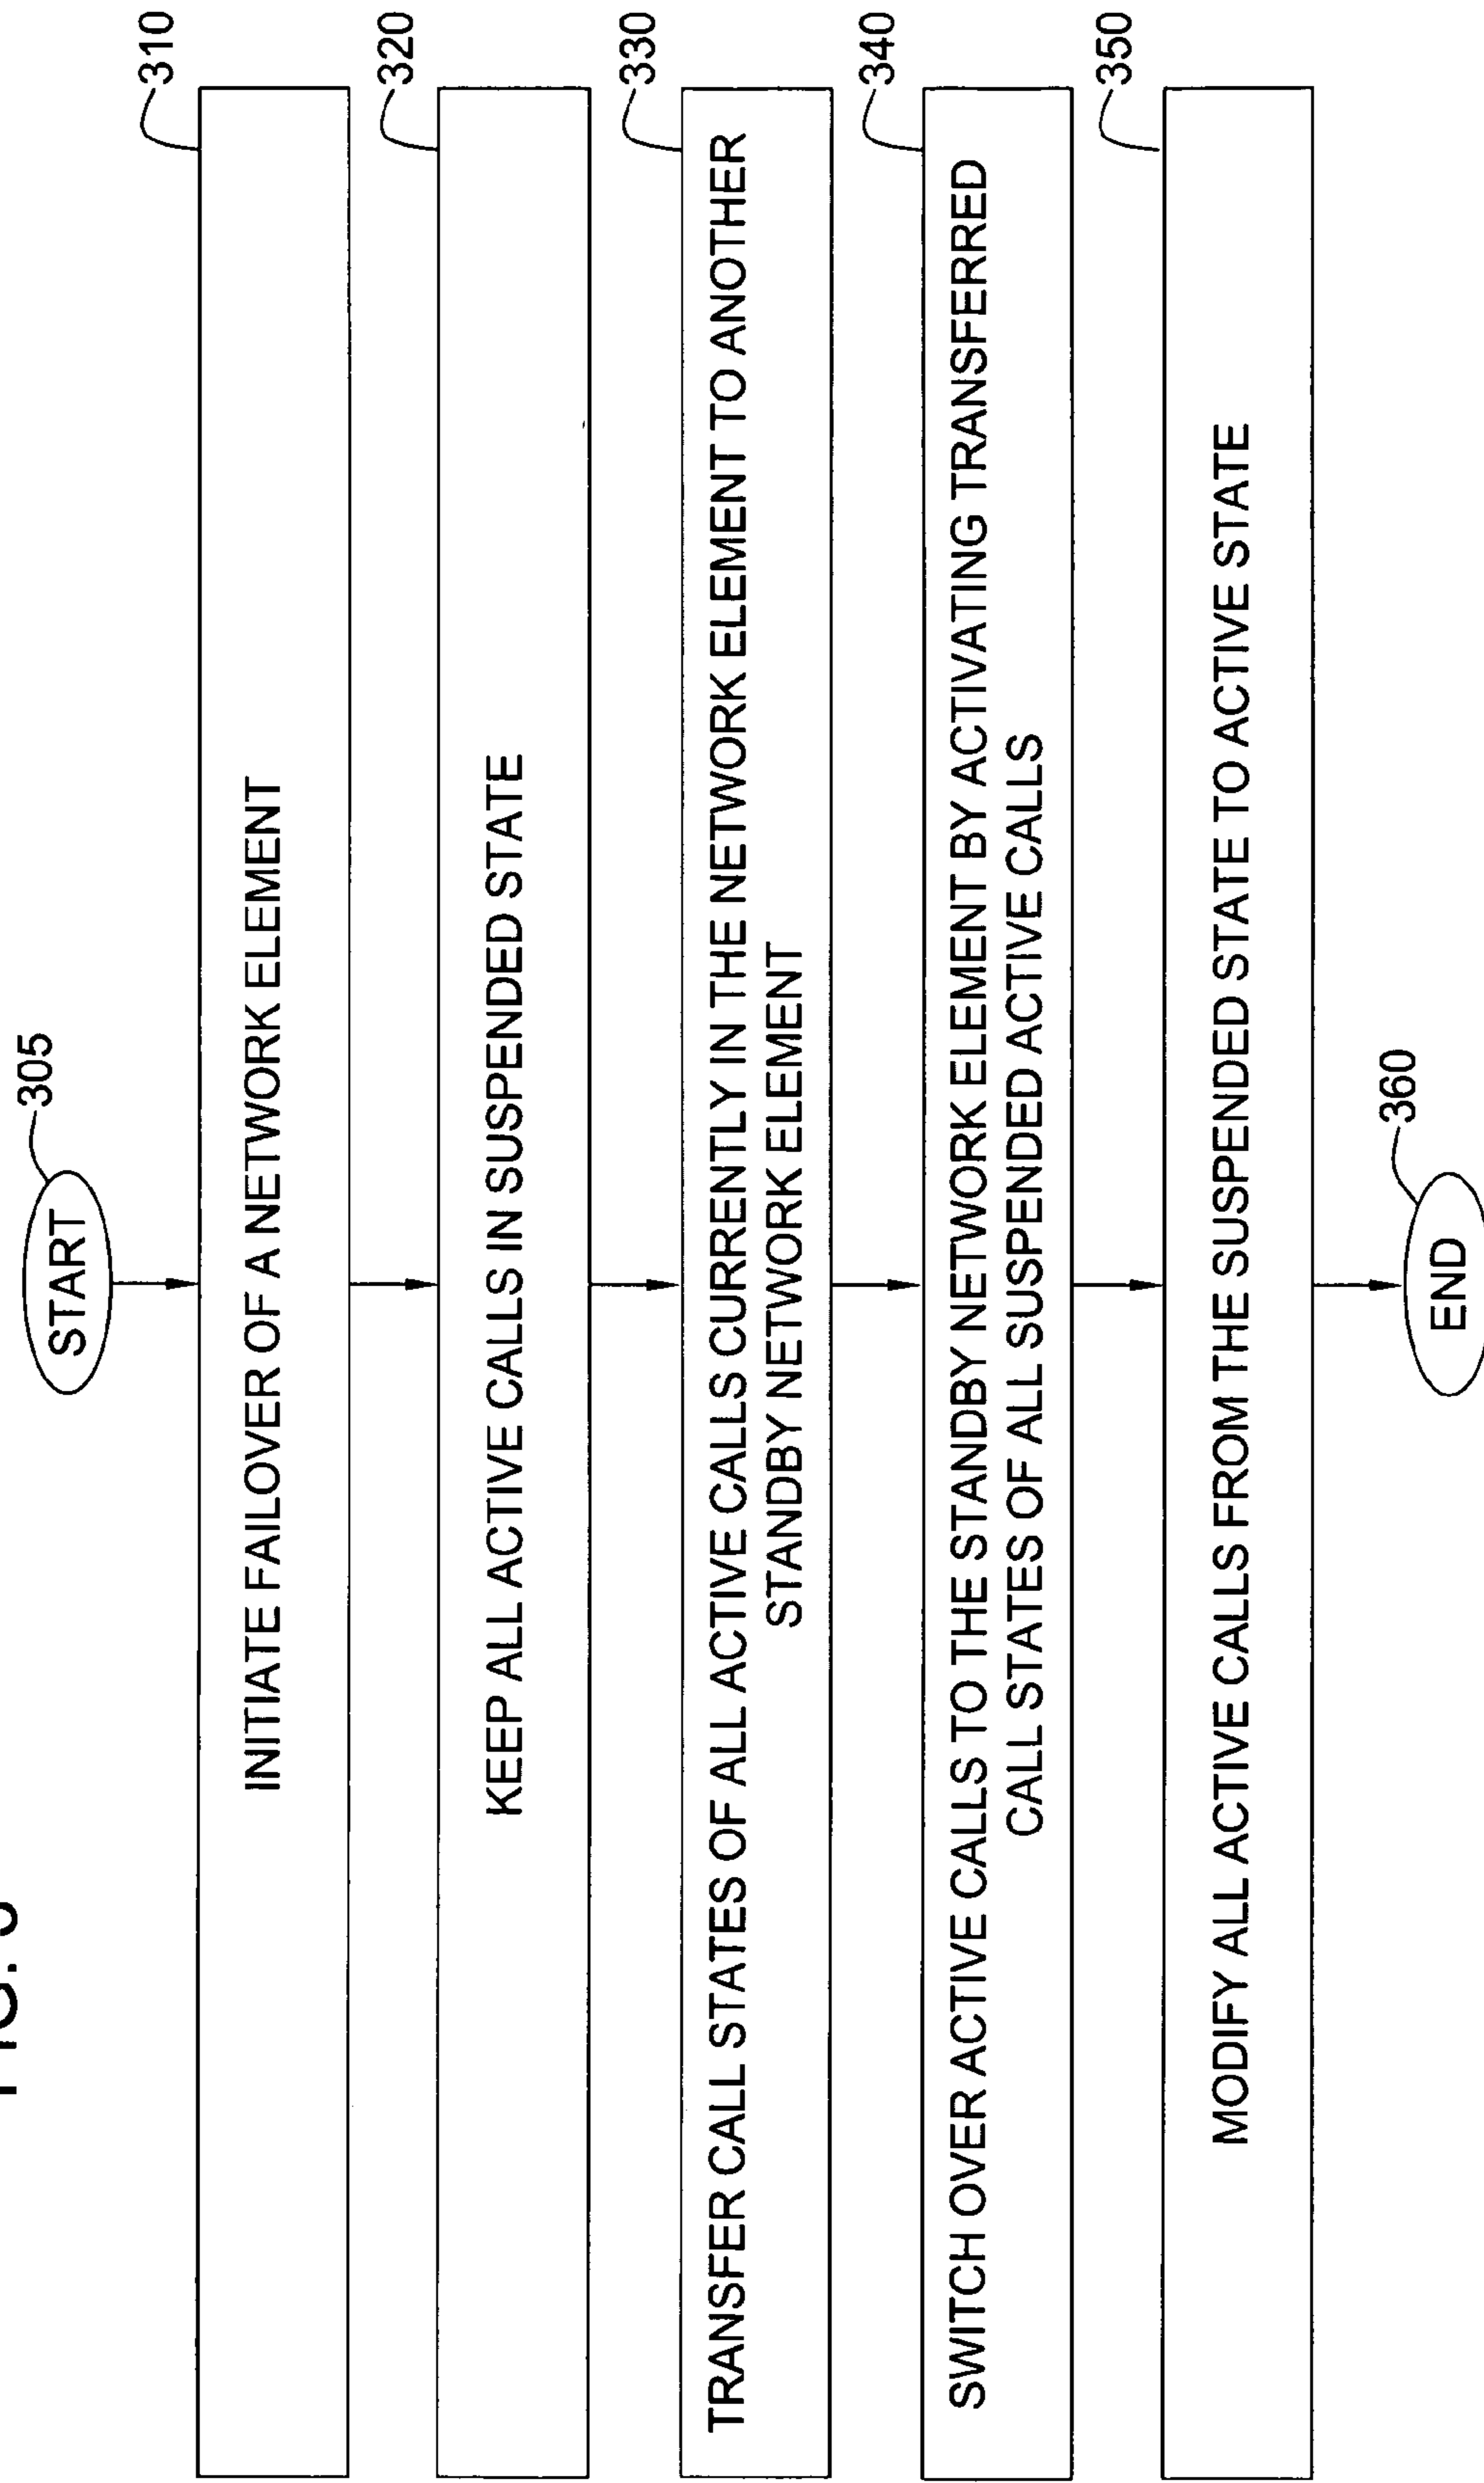 FIG.
START
305
310
INITIATE FAILOVER OF A NETWORK ELEMENT
320
KEEP ALL ACTIVE CALLS IN SUSPENDED STATE
330
TRANSFER CALL STATES OF ALL ACTIVE CALLS CURRENTLY IN THE NETWORK ELEMENT TO ANOTHER
STANDBY NETWORK ELEMENT
340
SWITCH OVER ACTIVE CALLS TO THE STANDBY NETWORK ELEMENT BY ACTIVATING TRANSFERRED
CALL STATES OF ALL SUSPENDED ACTIVE CALLS
350
MODIFY ALL ACTIVE CALLS FROM THE SUSPENDED STATE TO ACTIVE STATE
END
360